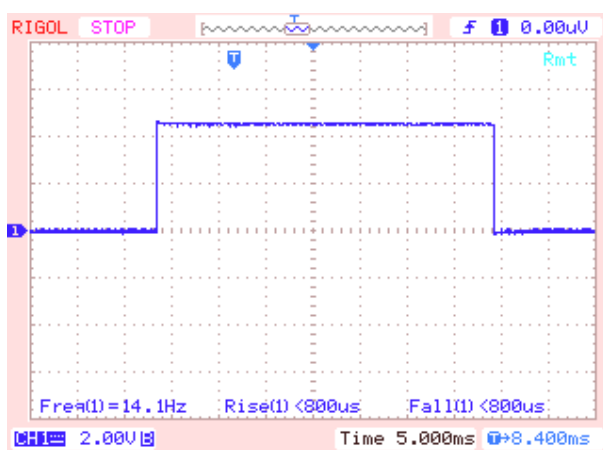 RIGOL STOP T f 1 0.00uV
T Rmt
1
Freq(1)=14.1Hz Rise(1)<800us Fall(1)<800us
CH1 2.00V B Time 5.000ms T→8.400ms